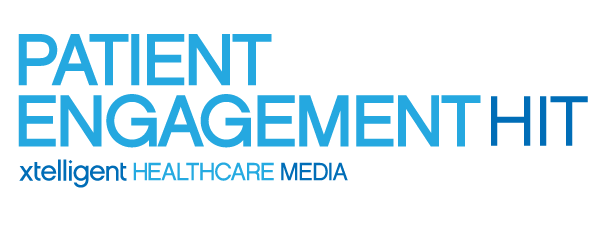 PATIENT
ENGAGEMENT HIT
xtelligent HEALTHCARE MEDIA